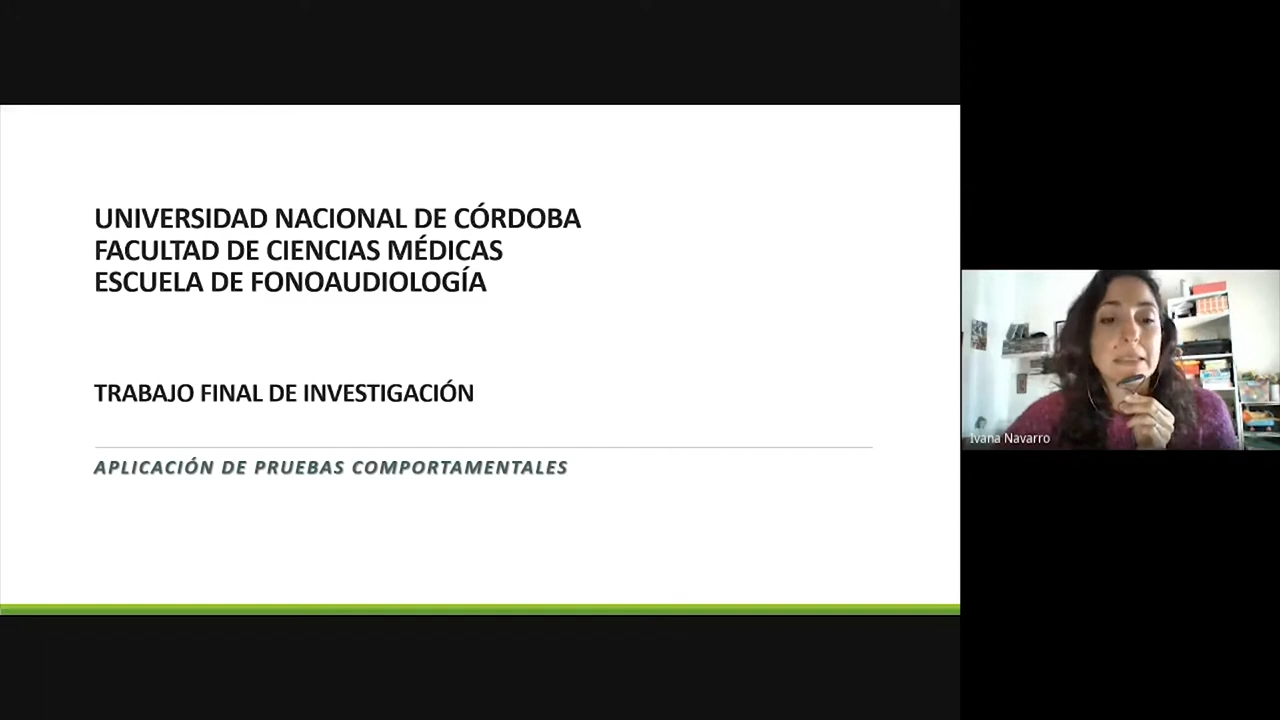 UNIVERSIDAD NACIONAL DE CÓRDOBA
FACULTAD DE CIENCIAS MÉDICAS
ESCUELA DE FONOAUDIOLOGÍA
TRABAJO FINAL DE INVESTIGACIÓN
APLICACIÓN DE PRUEBAS COMPORTAMENTALES
Ivana Navarro